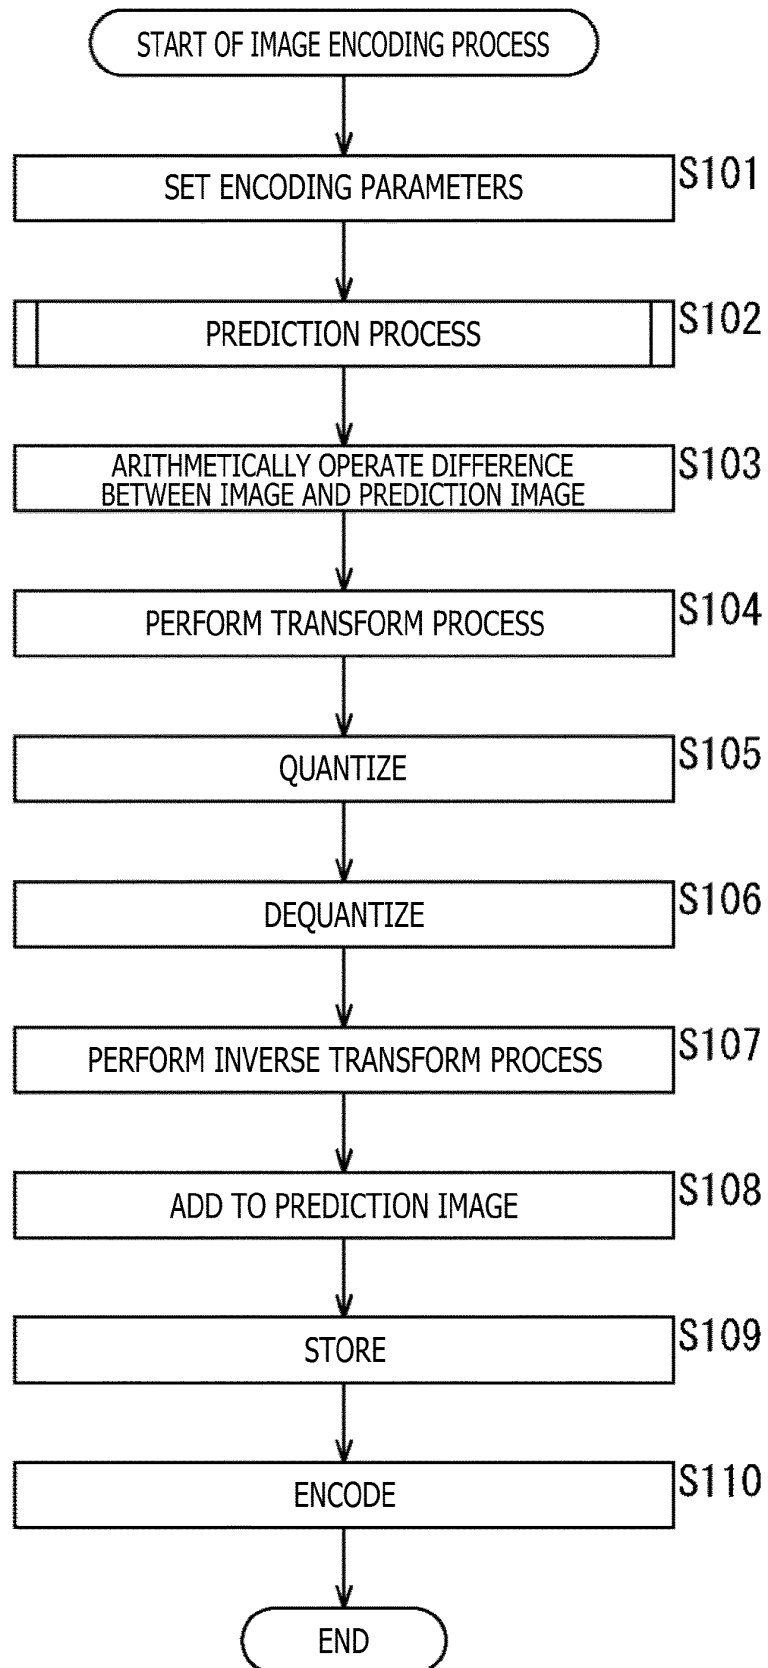 START OF IMAGE ENCODING PROCESS
SET ENCODING PARAMETERS
S101
PREDICTION PROCESS
S102
ARITHMETICALLY OPERATE DIFFERENCE
BETWEEN IMAGE AND PREDICTION IMAGE
S103
PERFORM TRANSFORM PROCESS
S104
QUANTIZE
S105
DEQUANTIZE
S106
PERFORM INVERSE TRANSFORM PROCESS
S107
ADD TO PREDICTION IMAGE
S108
STORE
S109
ENCODE
S110
END